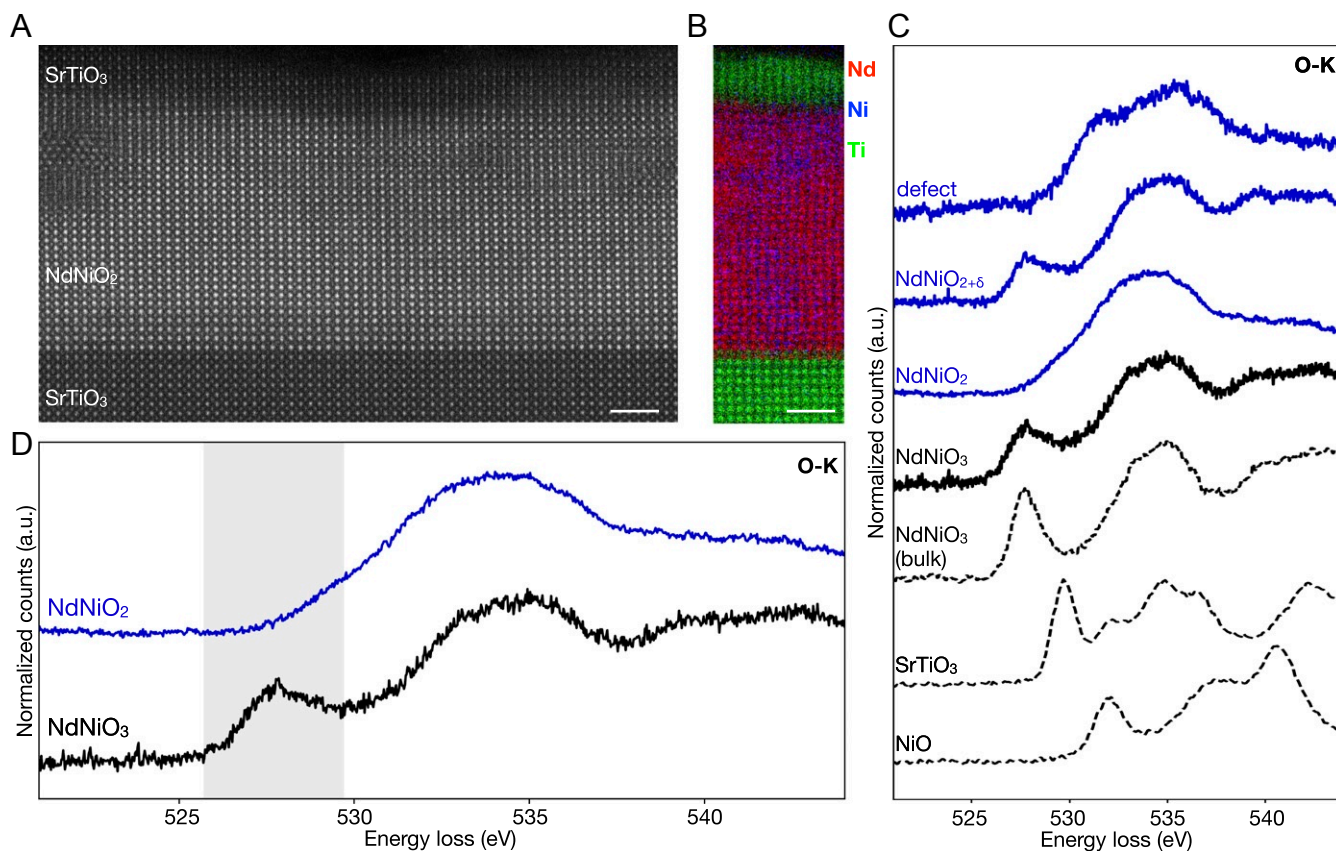 A
SrTiO₃
NdNiO₂
SrTiO₃
B
Nd
Ni
Ti
C
O-K
defect
NdNiO₂₊δ
NdNiO₂
NdNiO₃
NdNiO₃
(bulk)
SrTiO₃
NiO
Normalized counts (a.u.)
525 530 535 540
Energy loss (eV)
D
O-K
NdNiO₂
NdNiO₃
Normalized counts (a.u.)
525 530 535 540
Energy loss (eV)